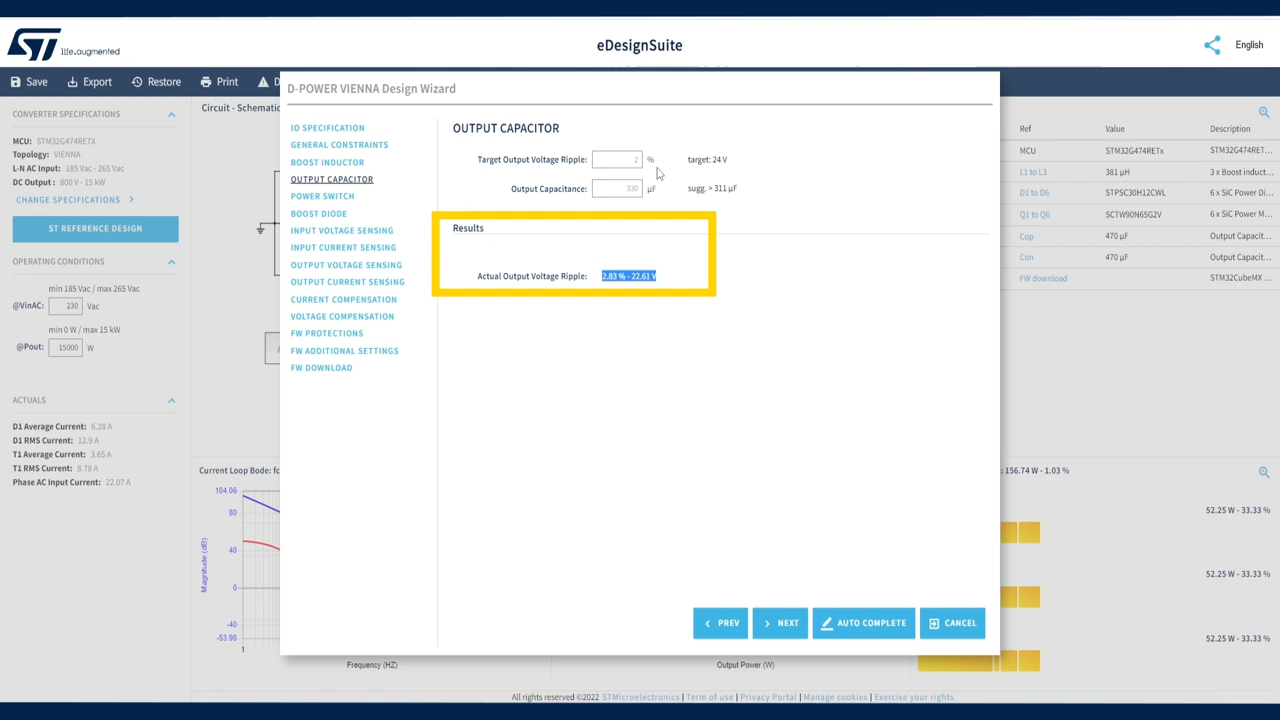 ST life.augmented
eDesignSuite
English
Save Export Restore Print D
CONVERTER SPECIFICATIONS
MCU: STM32G474RETX
Topology: VIENNA
L-N AC Input: 185 Vac - 265 Vac
DC Output : 800 V - 15 kW
CHANGE SPECIFICATIONS
ST REFERENCE DESIGN
OPERATING CONDITIONS
min 185 Vac / max 265 Vac
@VinAC: 230 Vac
min 0 W / max 15 kW
@Pout: 15000 W
ACTUALS
D1 Average Current: 6.28 A
D1 RMS Current: 12.9 A
T1 Average Current: 3.65 A
T1 RMS Current: 8.78 A
Phase AC Input Current: 22.07 A
Circuit - Schematic
D-POWER VIENNA Design Wizard
IO SPECIFICATION
GENERAL CONSTRAINTS
BOOST INDUCTOR
OUTPUT CAPACITOR
POWER SWITCH
BOOST DIODE
INPUT VOLTAGE SENSING
INPUT CURRENT SENSING
OUTPUT VOLTAGE SENSING
OUTPUT CURRENT SENSING
CURRENT COMPENSATION
VOLTAGE COMPENSATION
FW PROTECTIONS
FW ADDITIONAL SETTINGS
FW DOWNLOAD
OUTPUT CAPACITOR
Target Output Voltage Ripple: 2 % target: 24 V
Output Capacitance: 330 µF sugg. > 311 µF
Results
Actual Output Voltage Ripple: 2.83 % - 22.61 V
PREV NEXT AUTO COMPLETE CANCEL
Ref Value Description
MCU STM32G474RETx STM32G474RET...
L1 to L3 381 µH 3 x Boost induct...
D1 to D6 STPSC30H12CWL 6 x SiC Power Di...
Q1 to Q6 SCTW90N65G2V 6 x SiC Power M...
Cop 470 µF Output Capacit...
Con 470 µF Output Capacit...
FW download STM32CubeMX ...
Current Loop Bode: fc
104.06
80
40
0
-40
-53.98
1
Magnitude (dB)
Frequency (HZ)
Output Power (W)
: 156.74 W - 1.03 %
52.25 W - 33.33 %
52.25 W - 33.33 %
52.25 W - 33.33 %
All rights reserved ©2022 STMicroelectronics | Term of use | Privacy Portal | Manage cookies | Exercise your rights